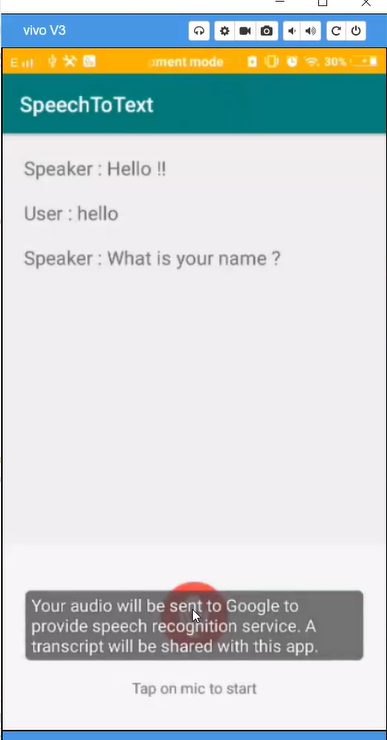 vivo V3
E
ment mode
30%
SpeechToText
Speaker : Hello !!
User : hello
Speaker : What is your name ?
Your audio will be sent to Google to
provide speech recognition service. A
transcript will be shared with this app.
Tap on mic to start